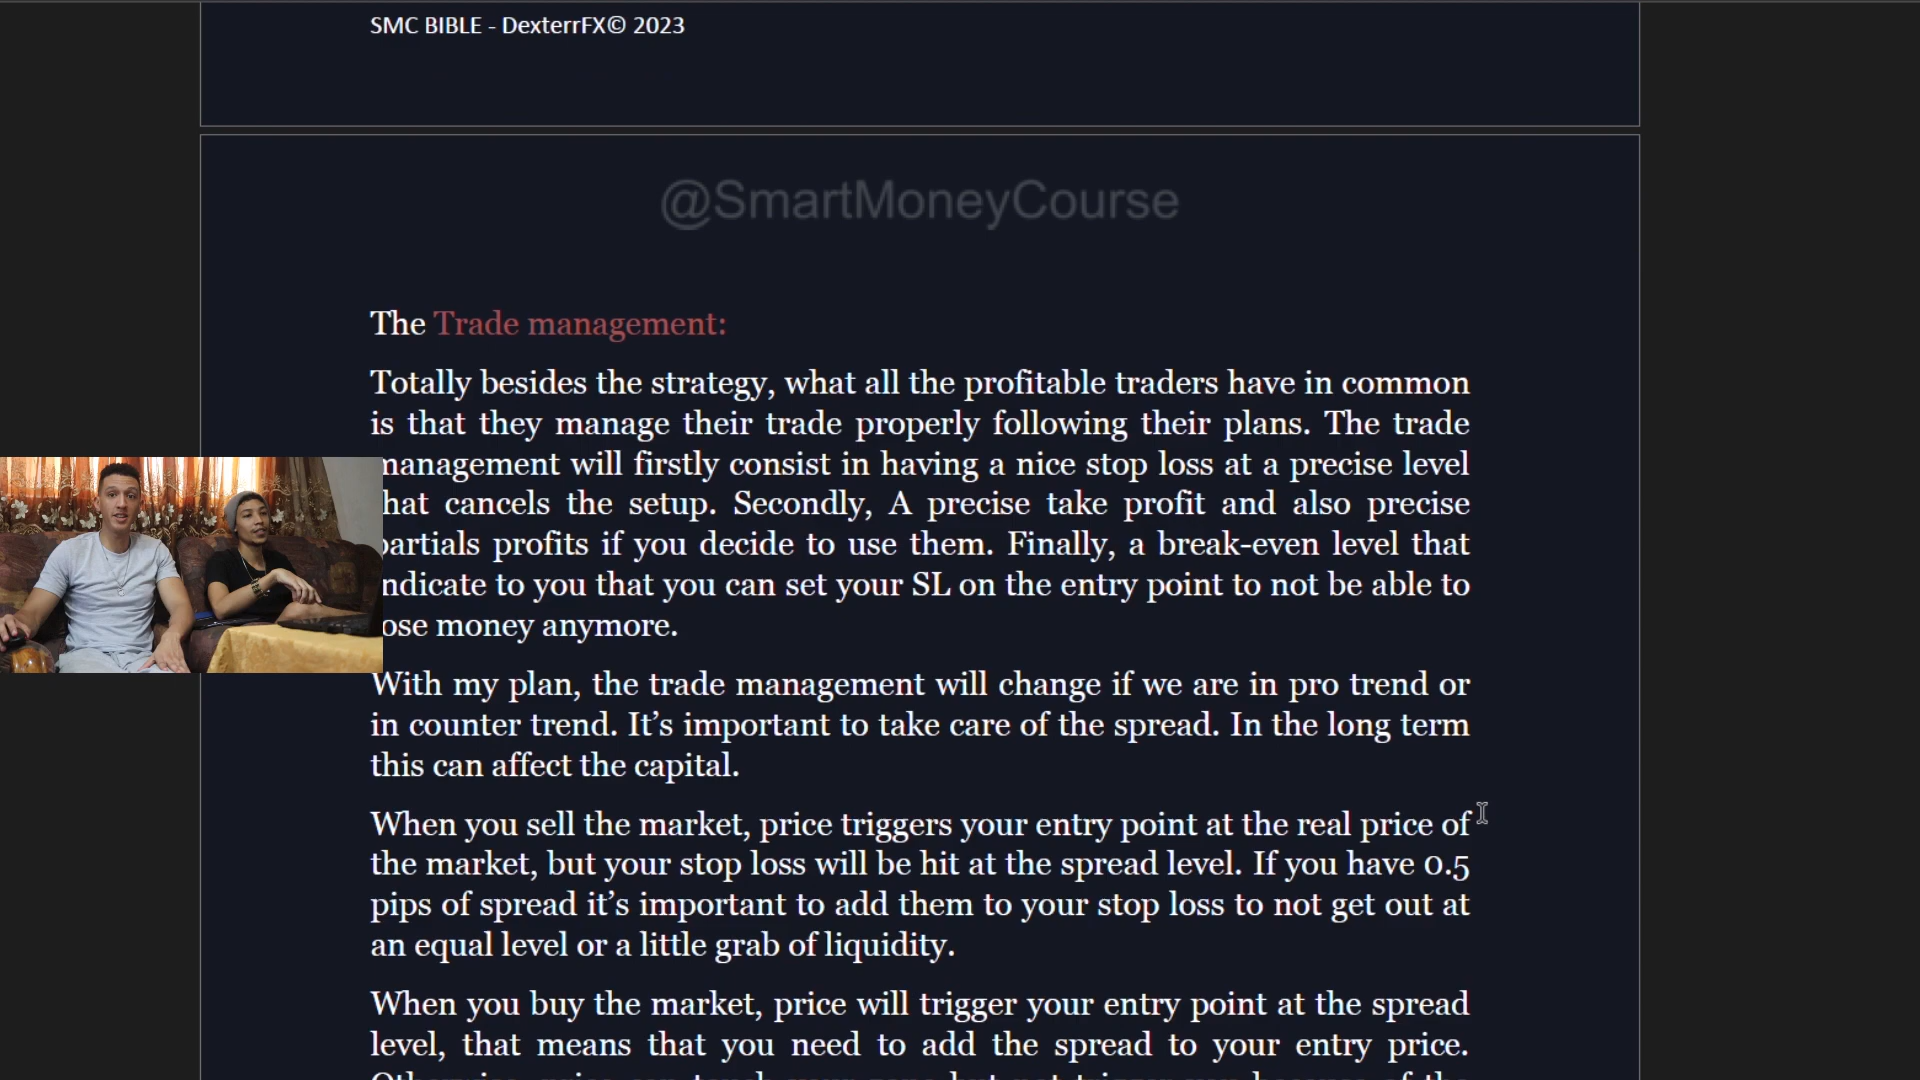 SMC BIBLE - DexterrFX© 2023
@SmartMoneyCourse
The Trade management:
Totally besides the strategy, what all the profitable traders have in common
is that they manage their trade properly following their plans. The trade
management will firstly consist in having a nice stop loss at a precise level
that cancels the setup. Secondly, A precise take profit and also precise
partials profits if you decide to use them. Finally, a break-even level that
indicate to you that you can set your SL on the entry point to not be able to
lose money anymore.
With my plan, the trade management will change if we are in pro trend or
in counter trend. It’s important to take care of the spread. In the long term
this can affect the capital.
When you sell the market, price triggers your entry point at the real price of
the market, but your stop loss will be hit at the spread level. If you have 0.5
pips of spread it’s important to add them to your stop loss to not get out at
an equal level or a little grab of liquidity.
When you buy the market, price will trigger your entry point at the spread
level, that means that you need to add the spread to your entry price.